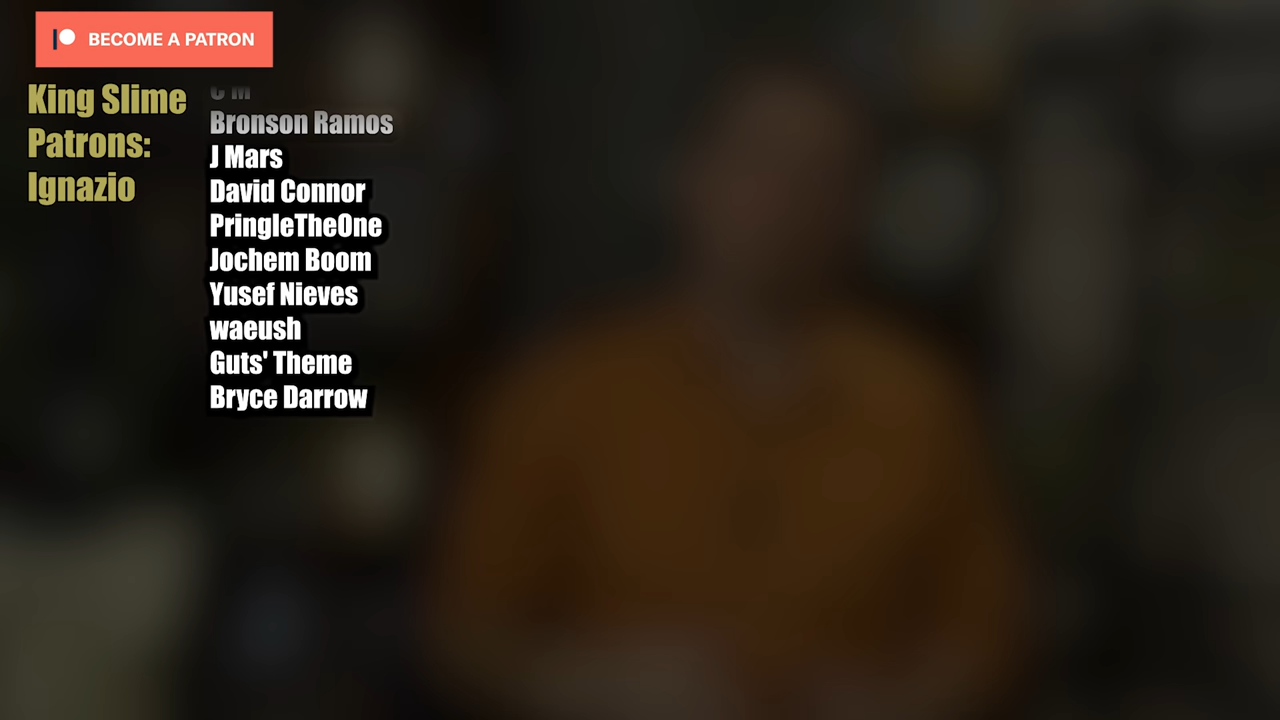 BECOME A PATRON
King Slime
Patrons:
Ignazio
C M
Bronson Ramos
J Mars
David Connor
PringleTheOne
Jochem Boom
Yusef Nieves
waeush
Guts' Theme
Bryce Darrow